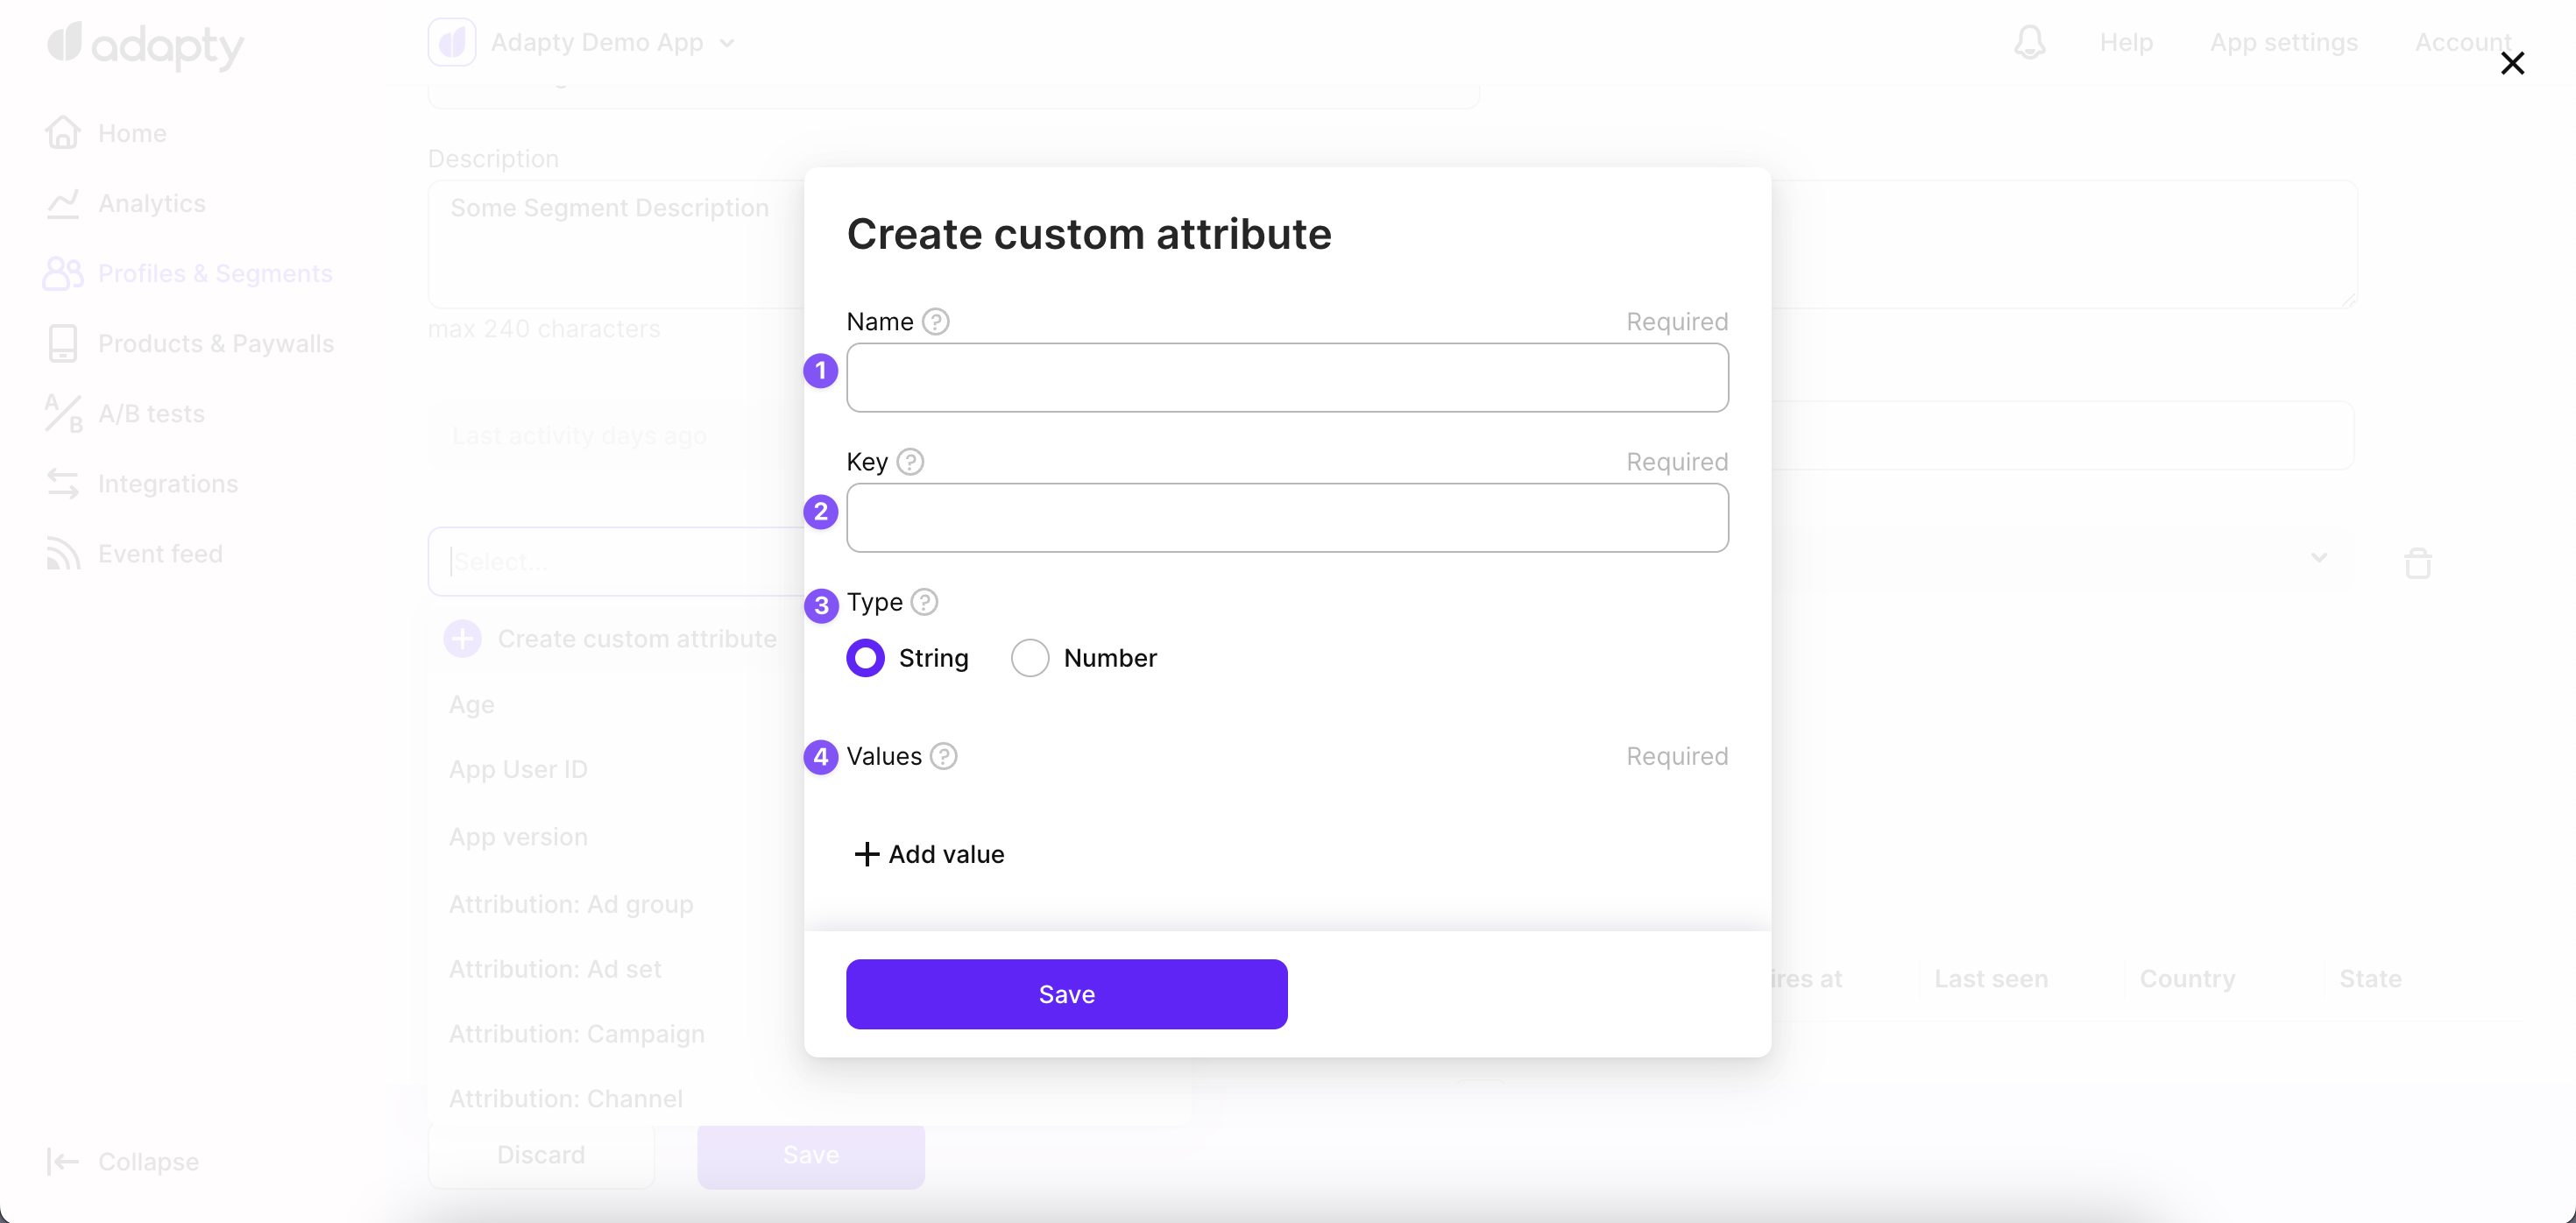 adapty
Adapty Demo App
Help
App settings
Account
Home
Analytics
Profiles & Segments
Products & Paywalls
A/B tests
Integrations
Event feed
Collapse
Description
Some Segment Description
max 240 characters
Last activity days ago
Select...
Create custom attribute
Age
App User ID
App version
Attribution: Ad group
Attribution: Ad set
Attribution: Campaign
Attribution: Channel
Discard
Save
Create custom attribute
Name ? Required
1
Key ? Required
2
3 Type ?
String Number
4 Values ? Required
+ Add value
Save
ires at Last seen Country State